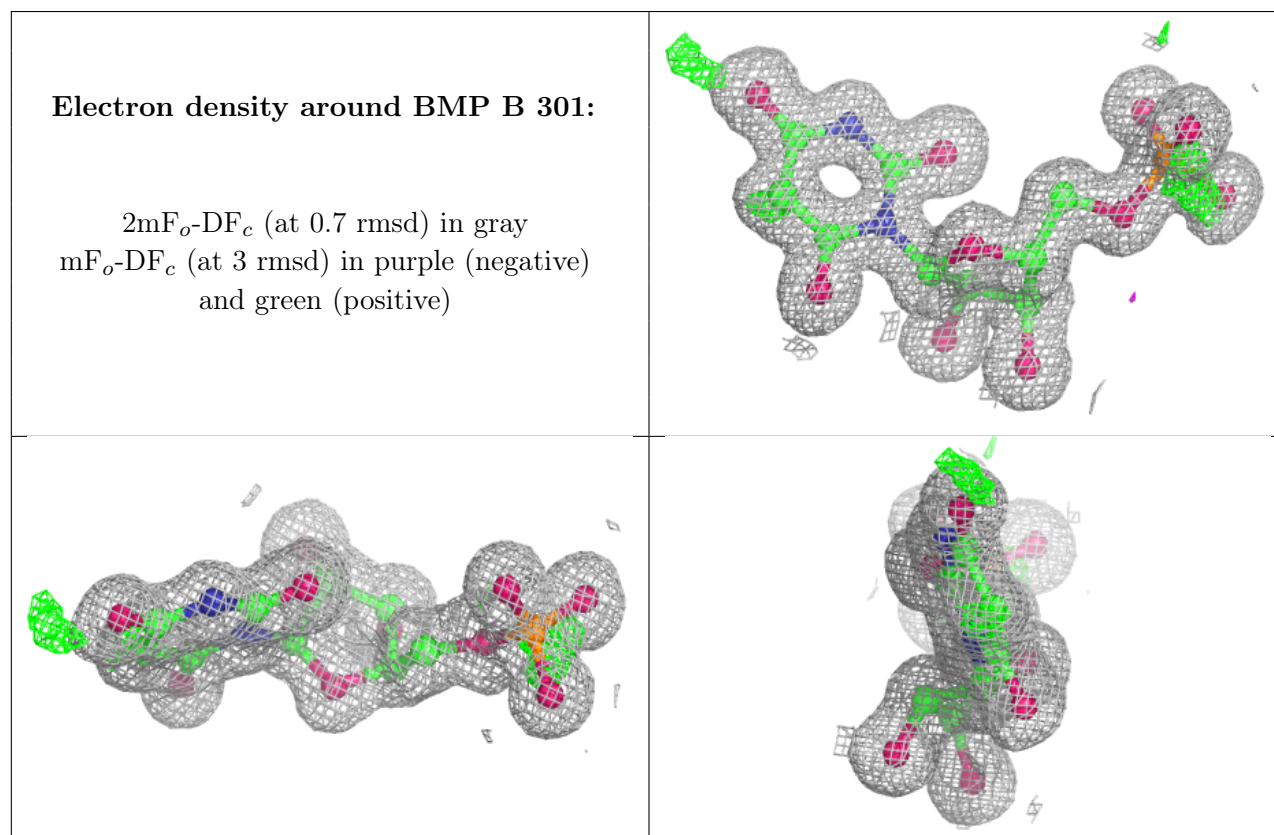 Electron density around BMP B 301:
2mFo-DFc (at 0.7 rmsd) in gray
mFo-DFc (at 3 rmsd) in purple (negative)
and green (positive)